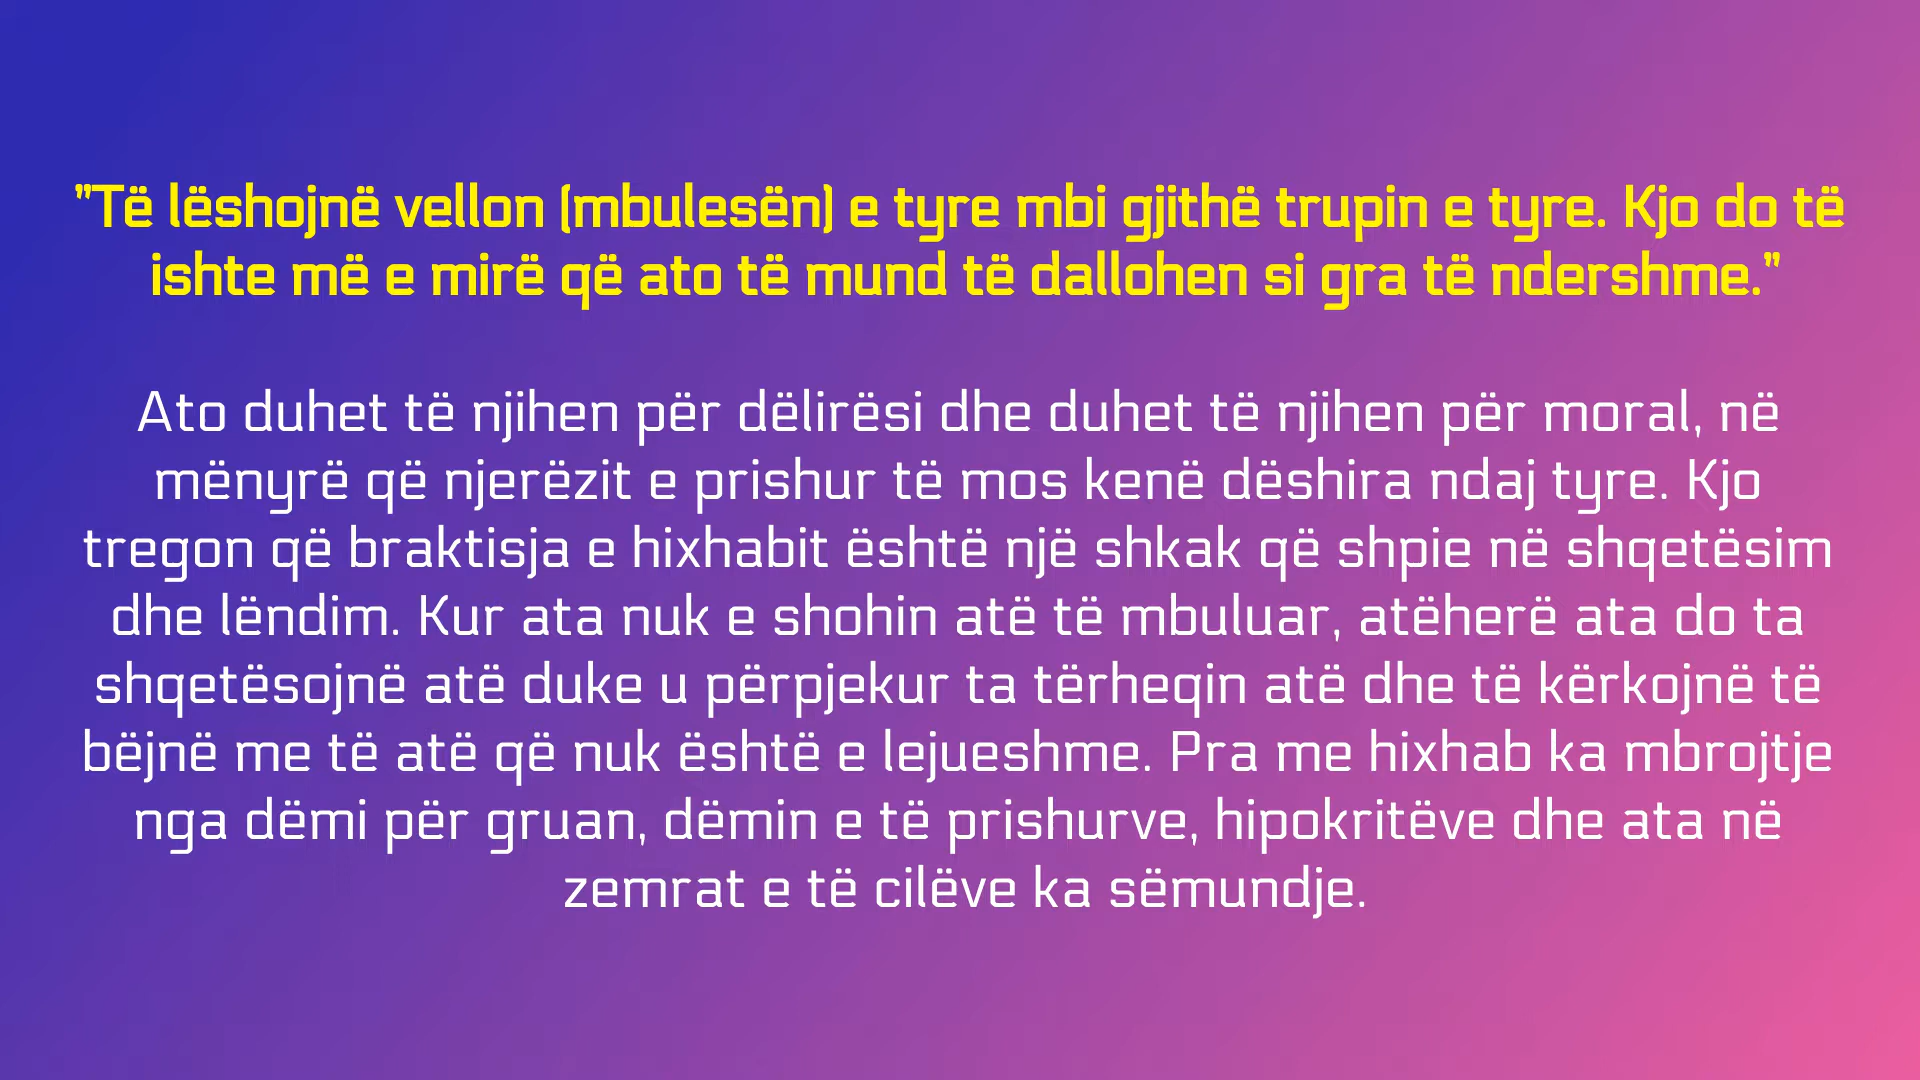 "Të lëshojnë vellon (mbulesën) e tyre mbi gjithë trupin e tyre. Kjo do të
ishte më e mirë që ato të mund të dallohen si gra të ndershme."
Ato duhet të njihen për dëlirësi dhe duhet të njihen për moral, në
mënyrë që njerëzit e prishur të mos kenë dëshira ndaj tyre. Kjo
tregon që braktisja e hixhabit është një shkak që shpie në shqetësim
dhe lëndim. Kur ata nuk e shohin atë të mbuluar, atëherë ata do ta
shqetësojnë atë duke u përpjekur ta tërheqin atë dhe të kërkojnë të
bëjnë me të atë që nuk është e lejueshme. Pra me hixhab ka mbrojtje
nga dëmi për gruan, dëmin e të prishurve, hipokritëve dhe ata në
zemrat e të cilëve ka sëmundje.